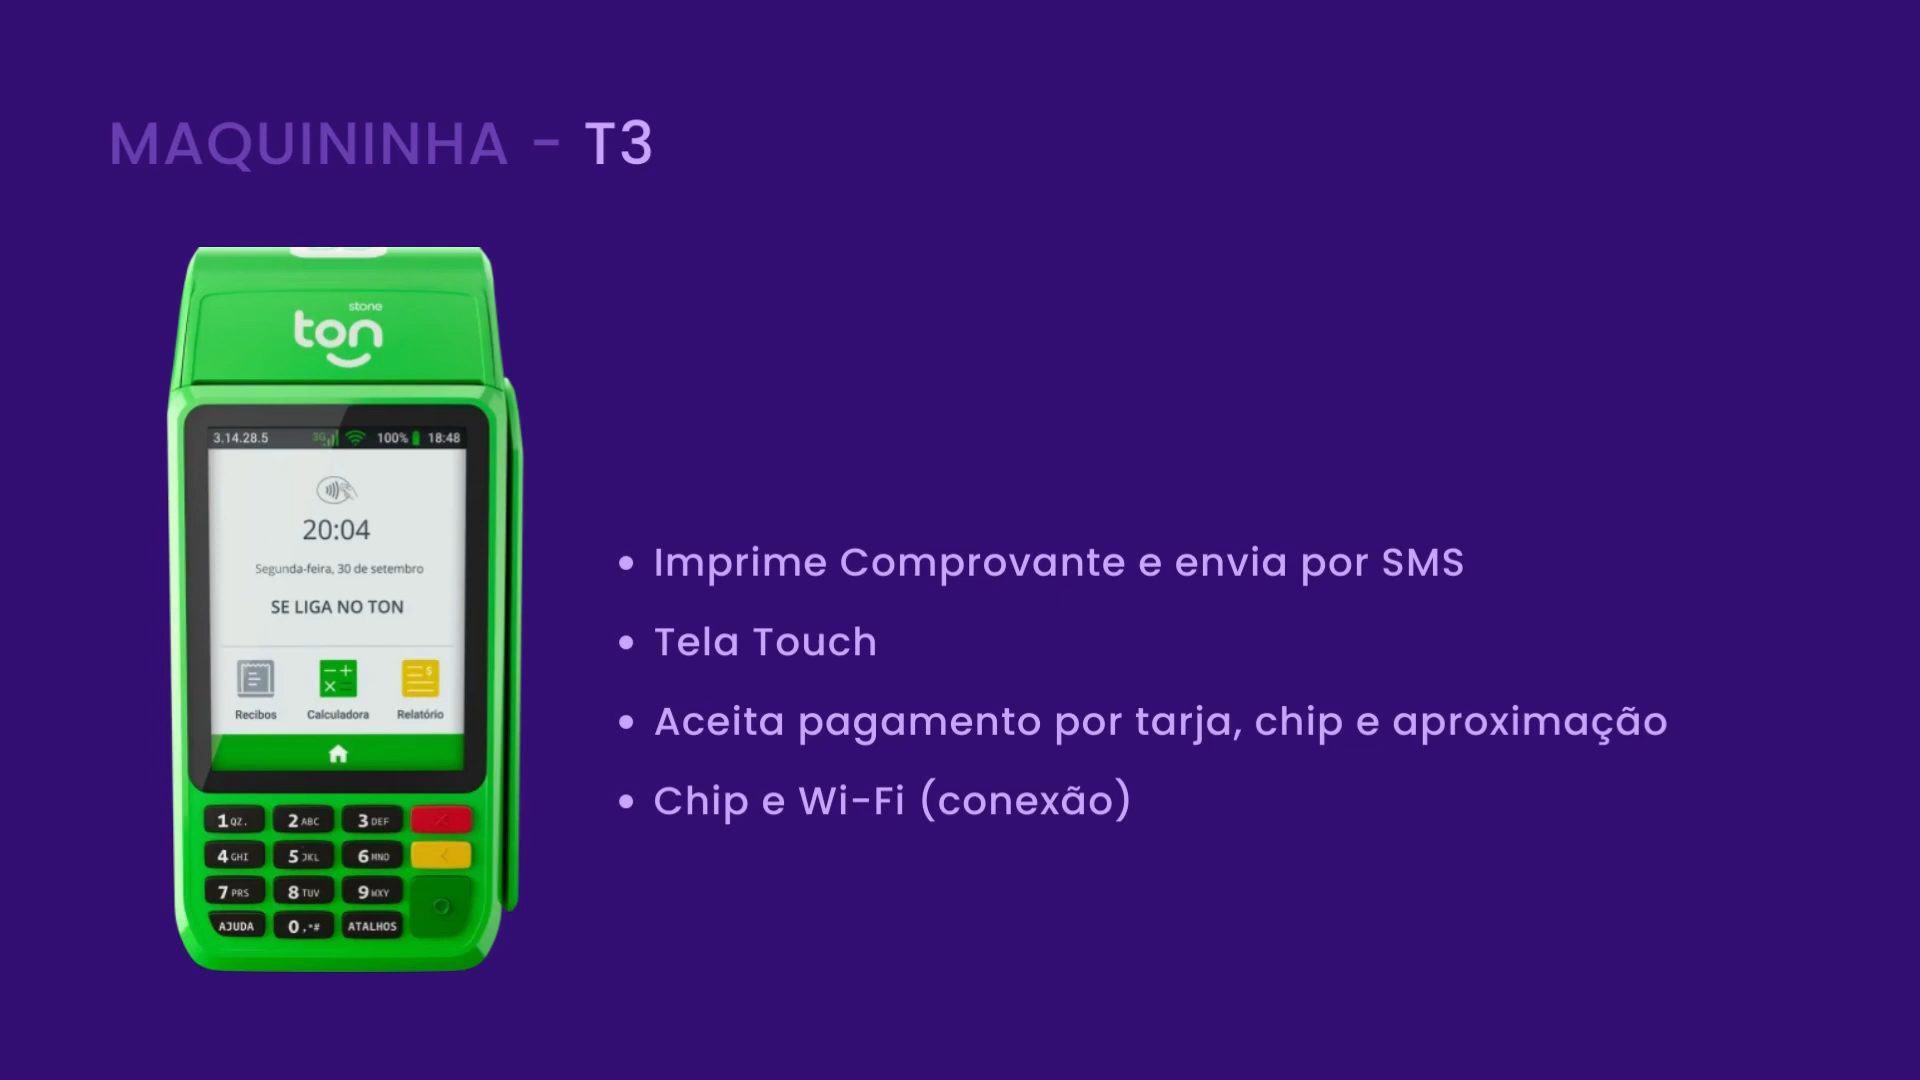 MAQUININHA - T3
stone
ton
3.14.28.5 3G 100% 18:48
20:04
Segunda-feira, 30 de setembro
SE LIGA NO TON
Recibos Calculadora Relatório
1 QZ. 2 ABC 3 DEF
4 GHI 5 JKL 6 MNO
7 PRS 8 TUV 9 WXY
AJUDA 0 ,*# ATALHOS
• Imprime Comprovante e envia por SMS
• Tela Touch
• Aceita pagamento por tarja, chip e aproximação
• Chip e Wi-Fi (conexão)